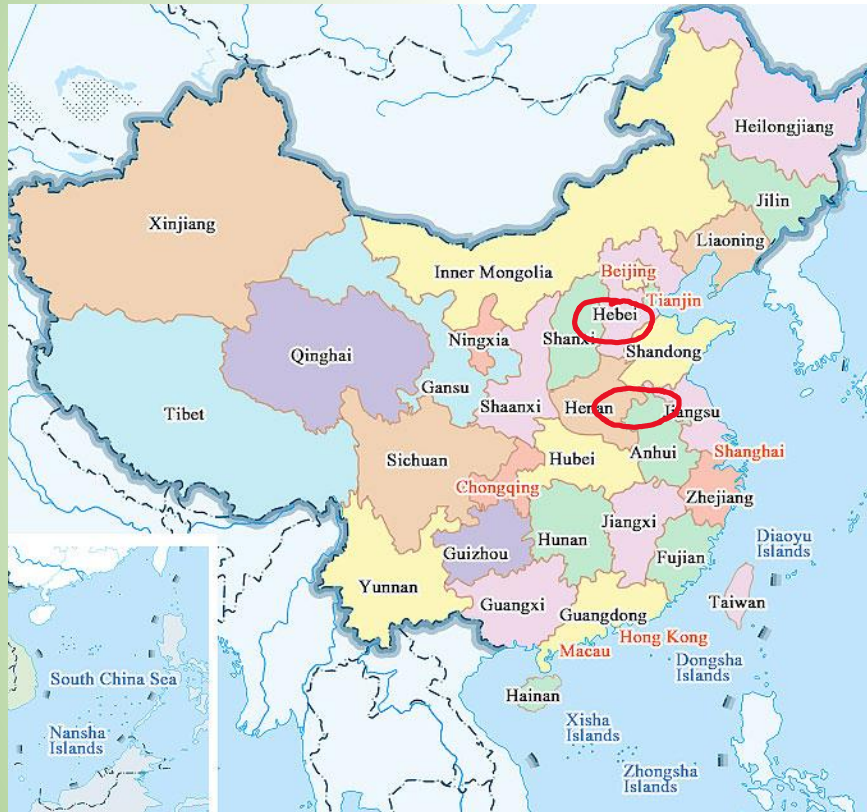 Heilongjiang
Jilin
Xinjiang
Liaoning
Inner Mongolia
Beijing
Tianjin
Hebei
Ningxia
Shanxi
Qinghai
Shandong
Gansu
Tibet
Shaanxi
Henan
Jiangsu
Sichuan
Hubei
Anhui
Shanghai
Chongqing
Zhejiang
Jiangxi
Diaoyu
Islands
Guizhou
Hunan
Fujian
Yunnan
Guangxi
Guangdong
Taiwan
Hong Kong
Macau
Dongsha
Islands
South China Sea
Hainan
Nansha
Islands
Xisha
Islands
Zhongsha
Islands